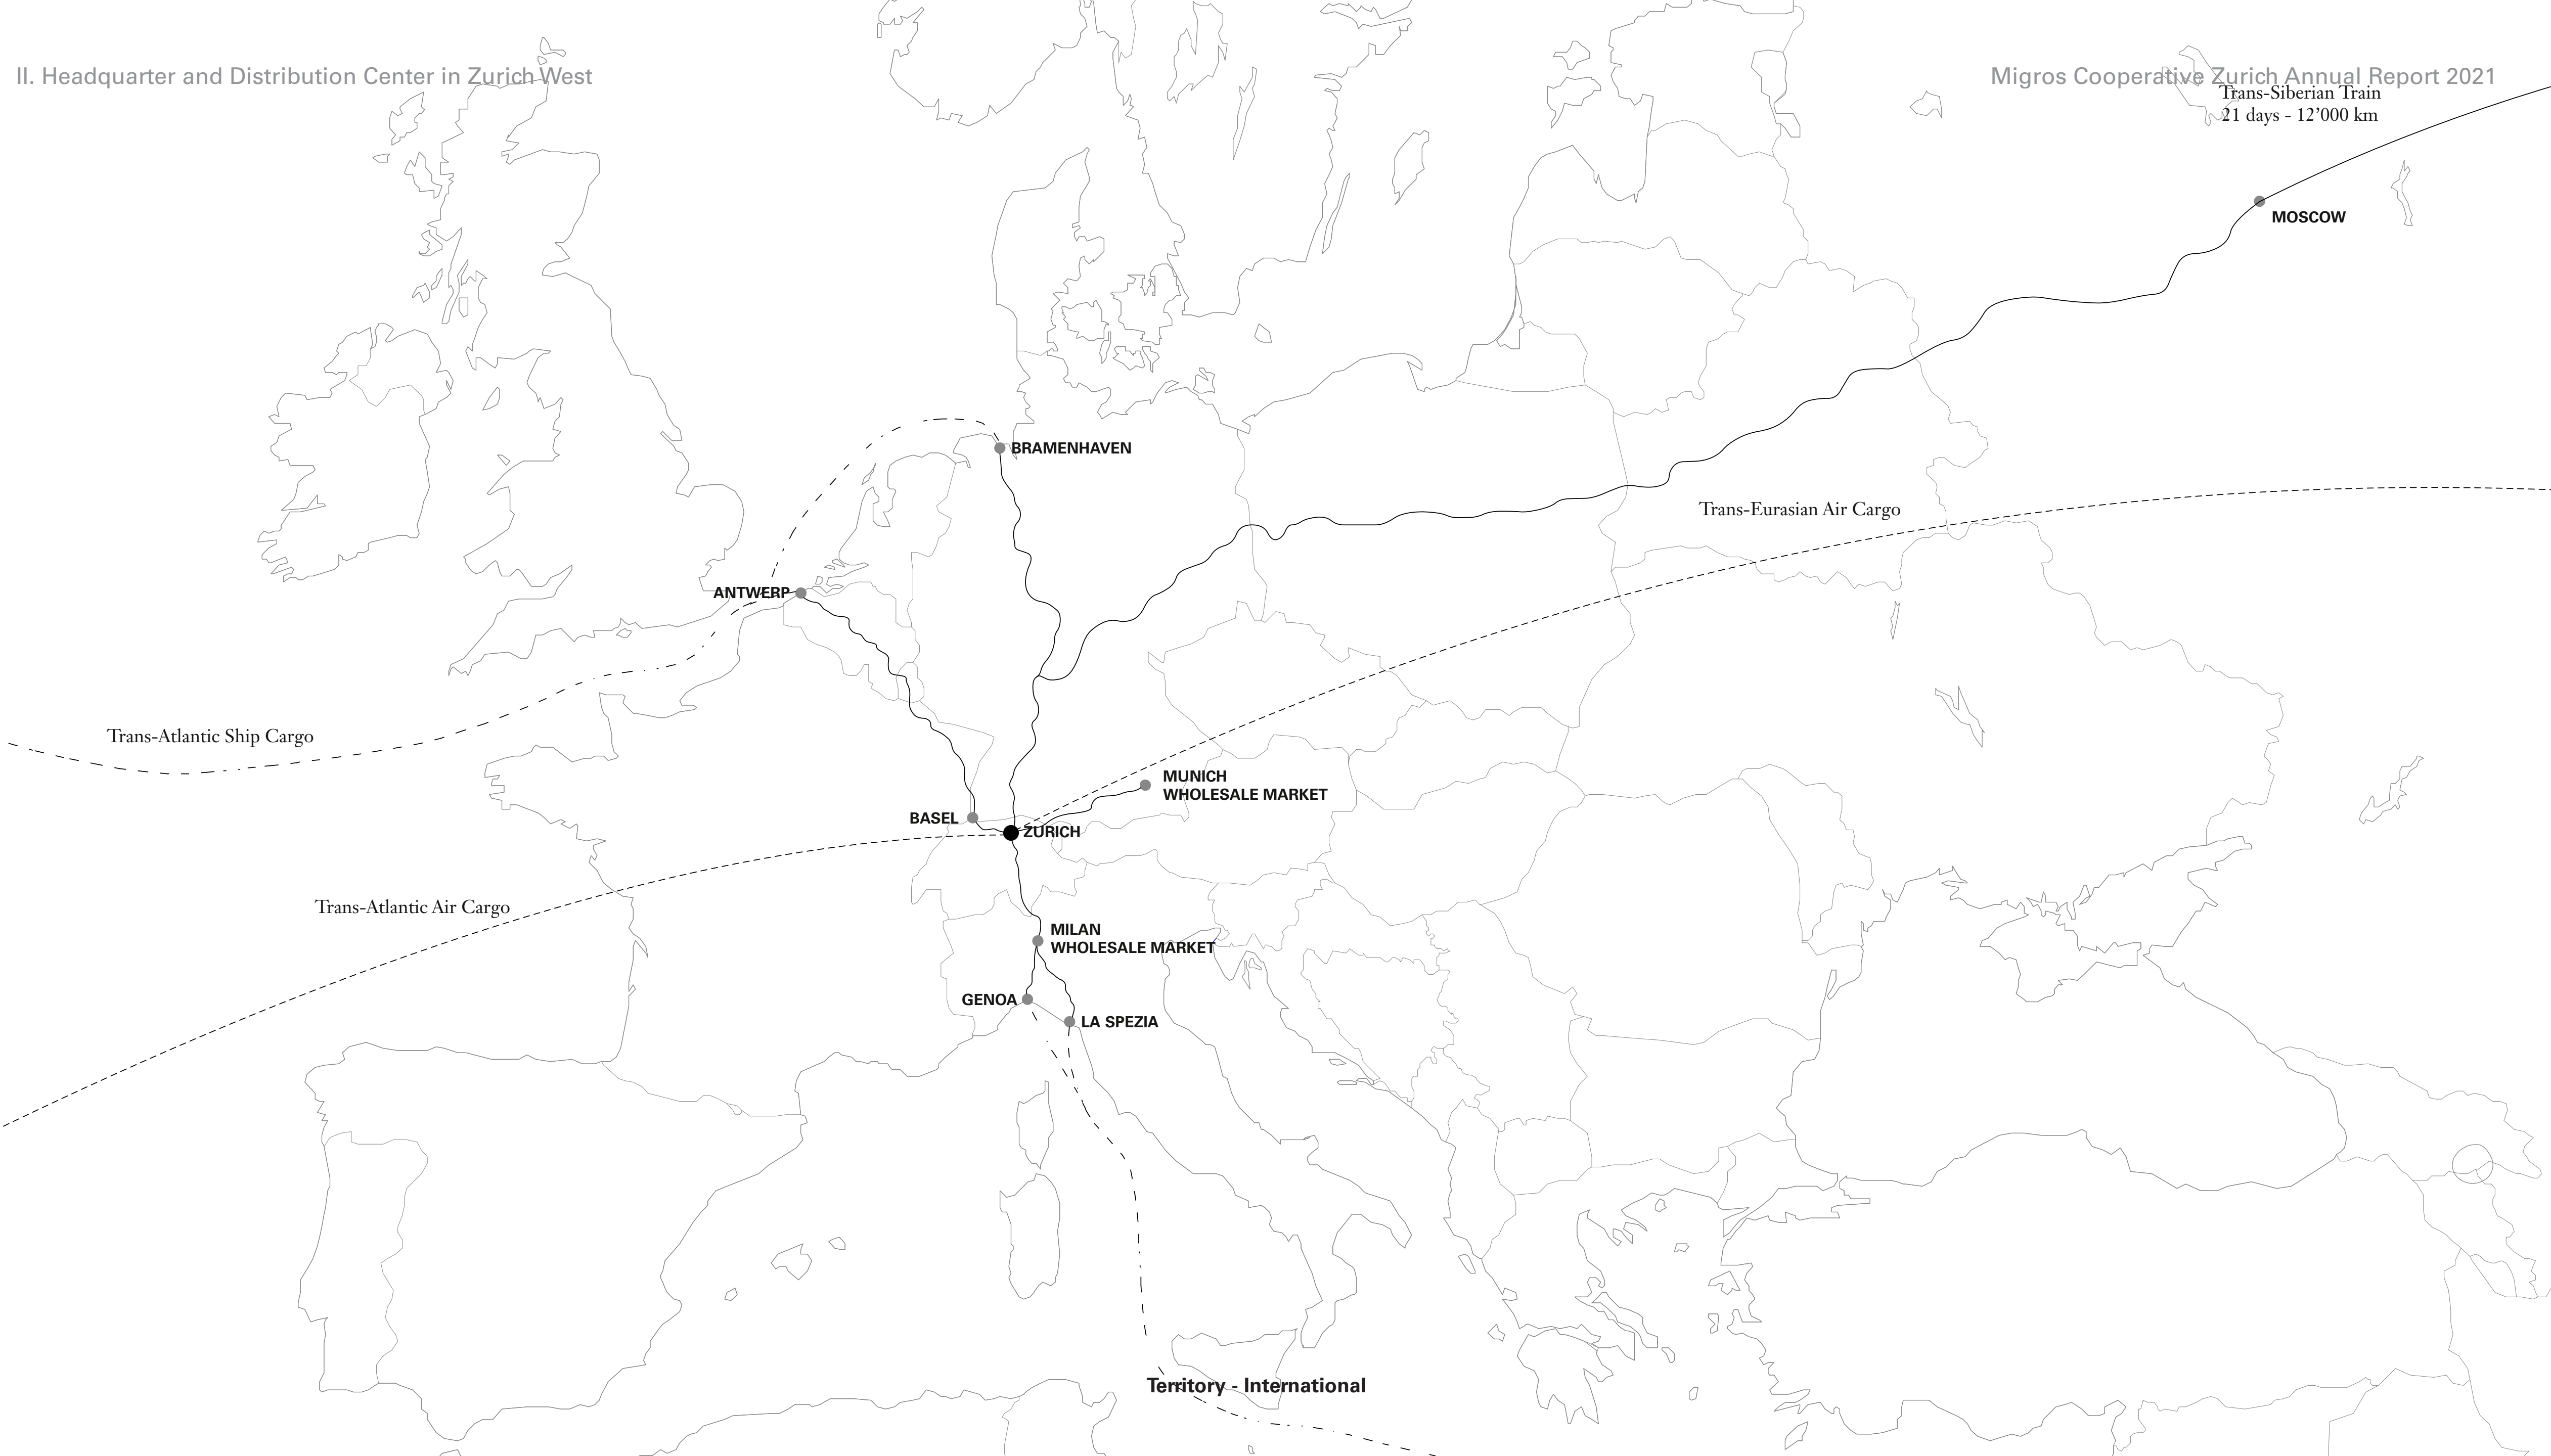 II. Headquarter and Distribution Center in Zurich West
Migros Cooperative Zurich Annual Report 2021
Trans-Siberian Train
21 days - 12’000 km
MOSCOW
BRAMENHAVEN
Trans-Eurasian Air Cargo
ANTWERP
Trans-Atlantic Ship Cargo
MUNICH
WHOLESALE MARKET
BASEL
ZURICH
Trans-Atlantic Air Cargo
MILAN
WHOLESALE MARKET
GENOA
LA SPEZIA
Territory - International